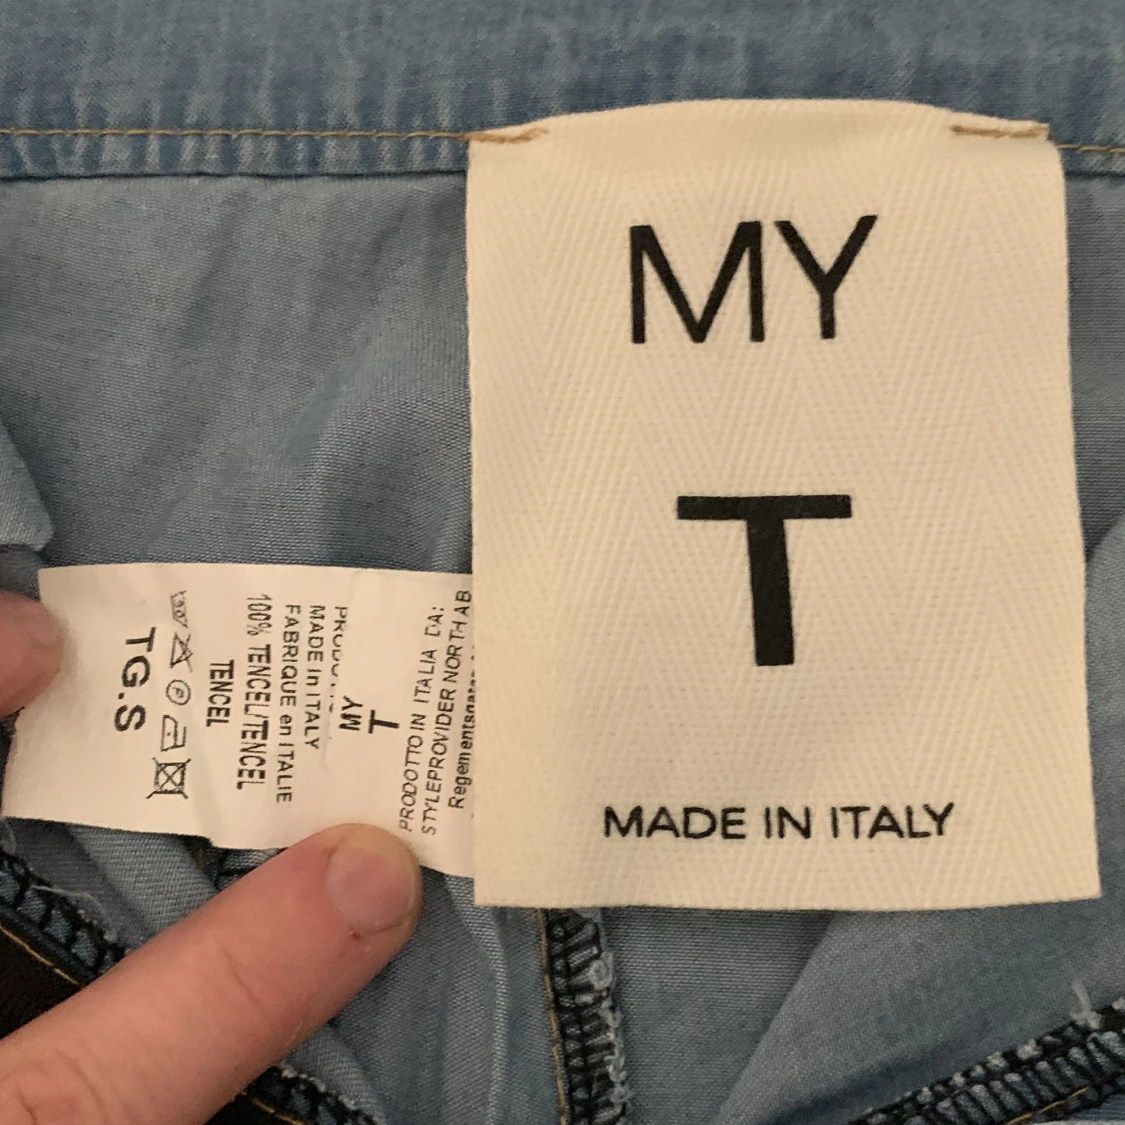 MY
T
MADE IN ITALY
Regementsgatan
STYLEPROVIDER NORTH AB
PRODOTTO IN ITALIA DA:
T
MY
MADE in ITALY
FABRIQUE en ITALIE
100% TENCEL/TENCEL
TENCEL
TG.S